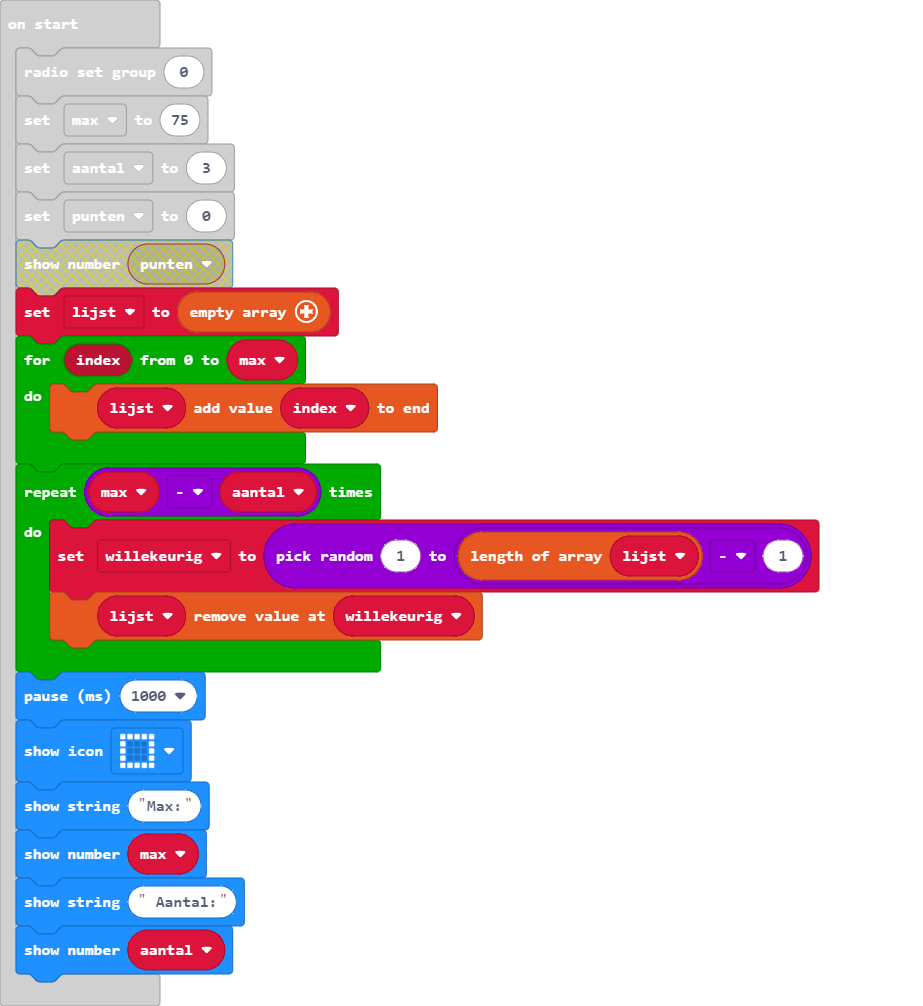 on start
radio set group 0
set max to 75
set aantal to 3
set punten to 0
show number punten
set lijst to empty array
for index from 0 to max
do
lijst add value index to end
repeat max - aantal times
do
set willekeurig to pick random 1 to length of array lijst - 1
lijst remove value at willekeurig
pause (ms) 1000
show icon
show string "Max:"
show number max
show string " Aantal:"
show number aantal